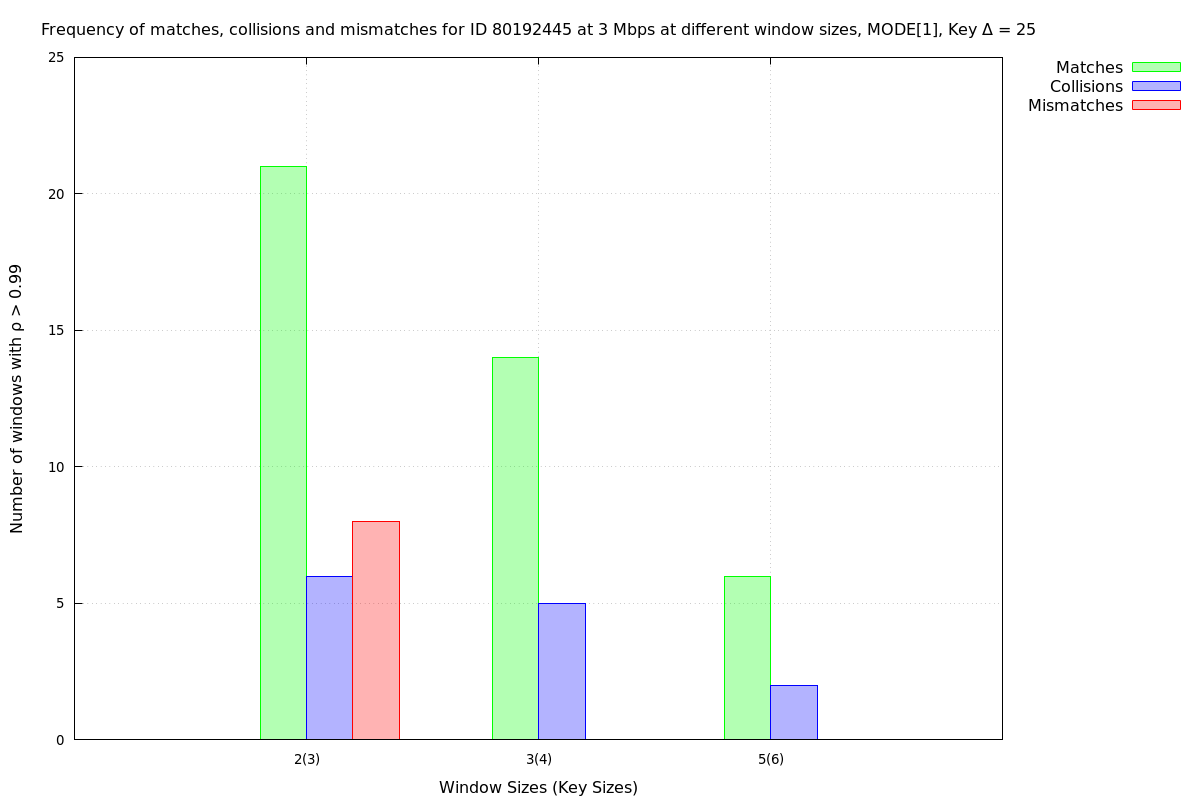 Frequency of matches, collisions and mismatches for ID 80192445 at 3 Mbps at different window sizes, MODE[1], Key Δ = 25
Matches
Collisions
Mismatches
Number of windows with ρ > 0.99
25
20
15
10
5
0
2(3)
3(4)
5(6)
Window Sizes (Key Sizes)